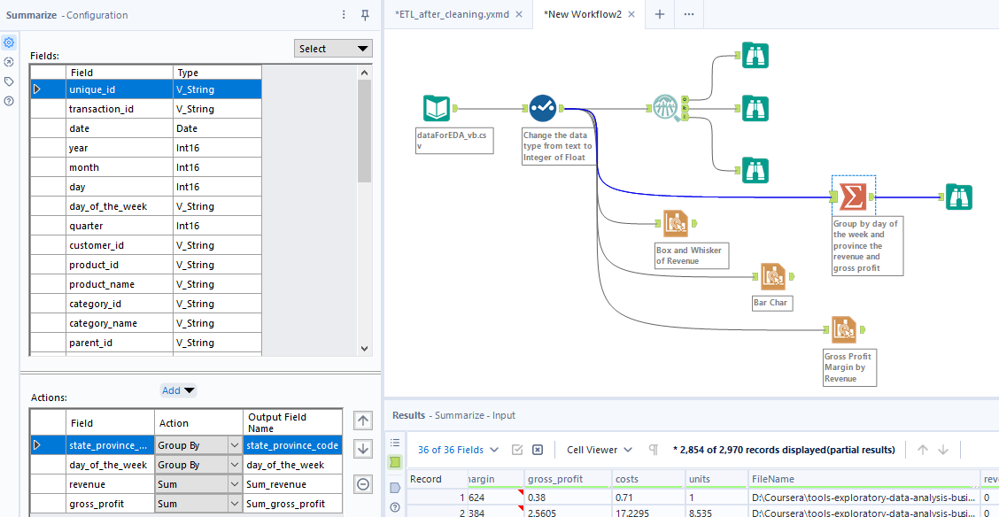 Summarize - Configuration
*ETL_after_cleaning.yxmd
*New Workflow2
Select
Fields:
Field Type
unique_id V_String
transaction_id V_String
date Date
year Int16
month Int16
day Int16
day_of_the_week V_String
quarter Int16
customer_id V_String
product_id V_String
product_name V_String
category_id V_String
category_name V_String
parent_id V_String
Add
Actions:
Field Action Output Field
Name
state_province_... Group By state_province_code
day_of_the_week Group By day_of_the_week
revenue Sum Sum_revenue
gross_profit Sum Sum_gross_profit
dataForEDA_vb.cs
v
Change the data
type from text to
Integer of Float
O
R
I
Group by day of
the week and
province the
revenue and
gross profit
Box and Whisker
of Revenue
Bar Char
Gross Profit
Margin by
Revenue
Results - Summarize - Input
36 of 36 Fields Cell Viewer * 2,854 of 2,970 records displayed(partial results)
Record nargin gross_profit costs units FileName reve
1 624 0.38 0.71 1 D:\Coursera\tools-exploratory-data-analysis-busi... 0
2 384 2.5605 17.2295 8.535 D:\Coursera\tools-exploratory-data-analysis-busi... 0